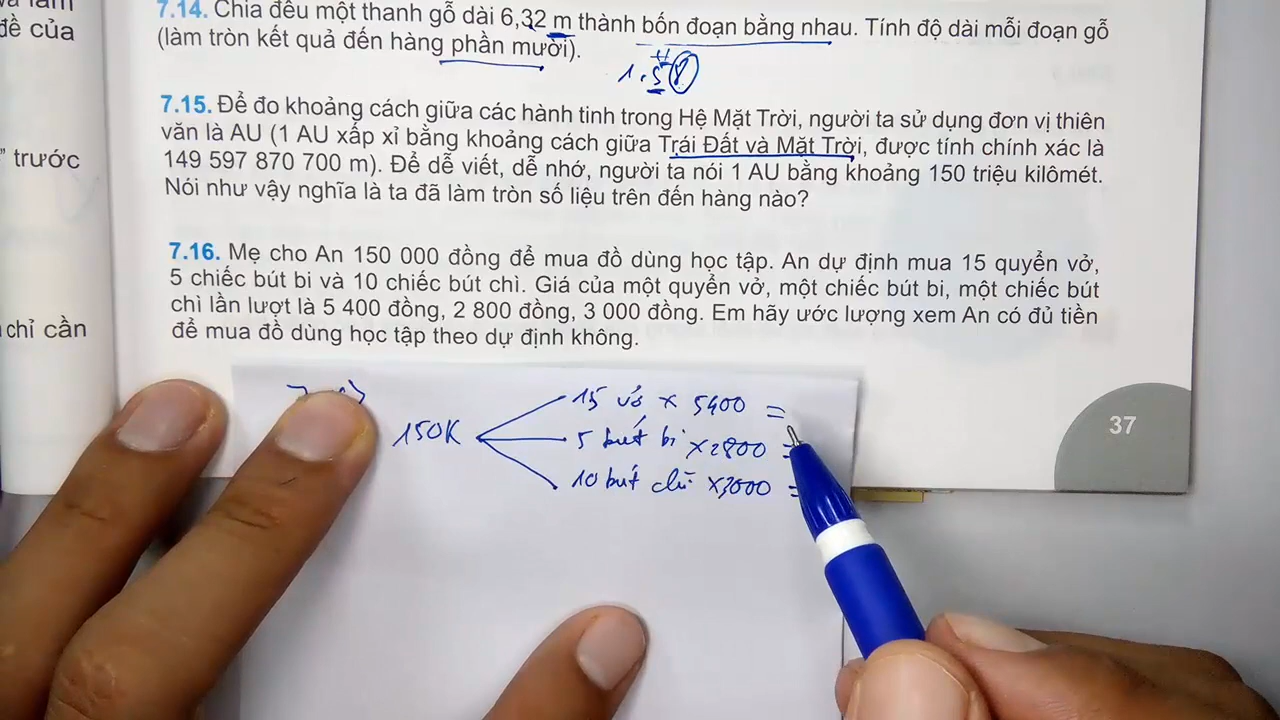 đề của
7.14. Chia đều một thanh gỗ dài 6,32 m thành bốn đoạn bằng nhau. Tính độ dài mỗi đoạn gỗ
(làm tròn kết quả đến hàng phần mười).
1.58
7.15. Để đo khoảng cách giữa các hành tinh trong Hệ Mặt Trời, người ta sử dụng đơn vị thiên
văn là AU (1 AU xấp xỉ bằng khoảng cách giữa Trái Đất và Mặt Trời, được tính chính xác là
149 597 870 700 m). Để dễ viết, dễ nhớ, người ta nói 1 AU bằng khoảng 150 triệu kilômét.
Nói như vậy nghĩa là ta đã làm tròn số liệu trên đến hàng nào?
” trước
7.16. Mẹ cho An 150 000 đồng để mua đồ dùng học tập. An dự định mua 15 quyển vở,
5 chiếc bút bi và 10 chiếc bút chì. Giá của một quyển vở, một chiếc bút bi, một chiếc bút
chì lần lượt là 5 400 đồng, 2 800 đồng, 3 000 đồng. Em hãy ước lượng xem An có đủ tiền
để mua đồ dùng học tập theo dự định không.
chỉ cần
150K
15 vở x 5400 =
5 bút bi x2800 =
10 bút chì x3000 =
37